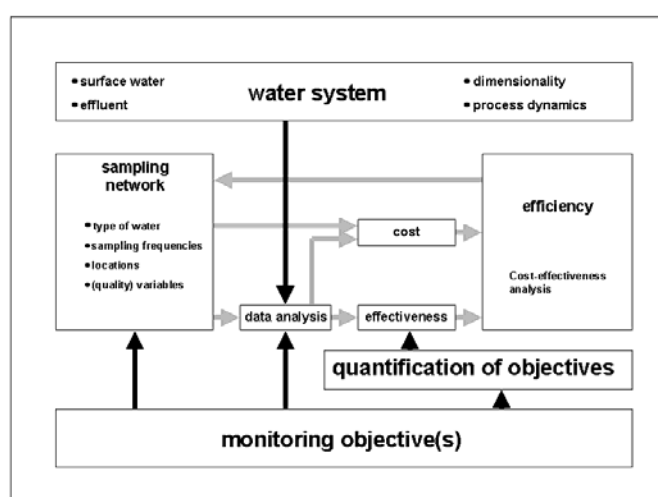 • surface water
• effluent
water system
• dimensionality
• process dynamics
sampling
network
• type of water
• sampling frequencies
• locations
• (quality) variables
cost
efficiency
Cost-effectiveness
analysis
data analysis
effectiveness
quantification of objectives
monitoring objective(s)